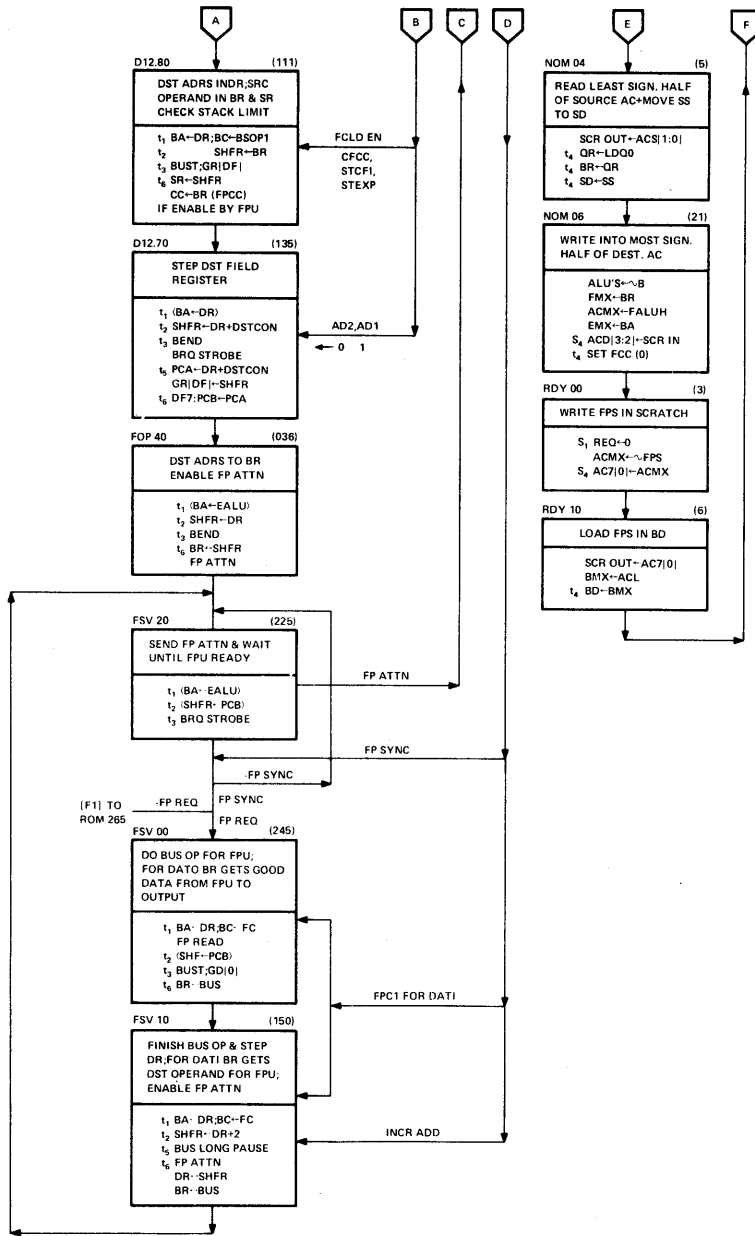 A
B
C
D
E
F
D12.80 (111)
DST ADRS INDR;SRC
OPERAND IN BR & SR
CHECK STACK LIMIT
t1 BA←DR;BC←BSOP1
t2 SHFR←BR
t3 BUST;GR|DF|
t6 SR←SHFR
CC←BR (FPCC)
IF ENABLE BY FPU
FCLD EN
CFCC,
STCFI,
STEXP
D12.70 (135)
STEP DST FIELD
REGISTER
t1 (BA←DR)
t2 SHFR←DR+DSTCON
t3 BEND
BRQ STROBE
t5 PCA←DR+DSTCON
GR|DF|←SHFR
t6 DF7:PCB←PCA
AD2,AD1
← 0 1
FOP 40 (036)
DST ADRS TO BR
ENABLE FP ATTN
t1 (BA←EALU)
t2 SHFR←DR
t3 BEND
t6 BR←SHFR
FP ATTN
FSV 20 (225)
SEND FP ATTN & WAIT
UNTIL FPU READY
t1 (BA←EALU)
t2 (SHFR←PCB)
t3 BRQ STROBE
FP ATTN
FP SYNC
-FP SYNC
[F1] TO
ROM 265
-FP REQ
FP SYNC
FP REQ
FSV 00 (245)
DO BUS OP FOR FPU;
FOR DATO BR GETS GOOD
DATA FROM FPU TO
OUTPUT
t1 BA←DR;BC←FC
FP READ
t2 (SHF←PCB)
t3 BUST;GD|0|
t6 BR←BUS
FPC1 FOR DATI
FSV 10 (150)
FINISH BUS OP & STEP
DR;FOR DATI BR GETS
DST OPERAND FOR FPU;
ENABLE FP ATTN
t1 BA←DR;BC←FC
t2 SHFR←DR+2
t5 BUS LONG PAUSE
t6 FP ATTN
DR←SHFR
BR←BUS
INCR ADD
NOM 04 (5)
READ LEAST SIGN. HALF
OF SOURCE AC+MOVE SS
TO SD
SCR OUT←ACS|1:0|
t4 QR←LDQ0
t4 BR←QR
t4 SD←SS
NOM 06 (21)
WRITE INTO MOST SIGN.
HALF OF DEST. AC
ALU'S←~B
FMX←BR
ACMX←FALUH
EMX←BA
S4 ACD|3:2|←SCR IN
t4 SET FCC (0)
RDY 00 (3)
WRITE FPS IN SCRATCH
S1 REQ←0
ACMX←~FPS
S4 AC7|0|←ACMX
RDY 10 (6)
LOAD FPS IN BD
SCR OUT←AC7|0|
BMX←ACL
t4 BD←BMX